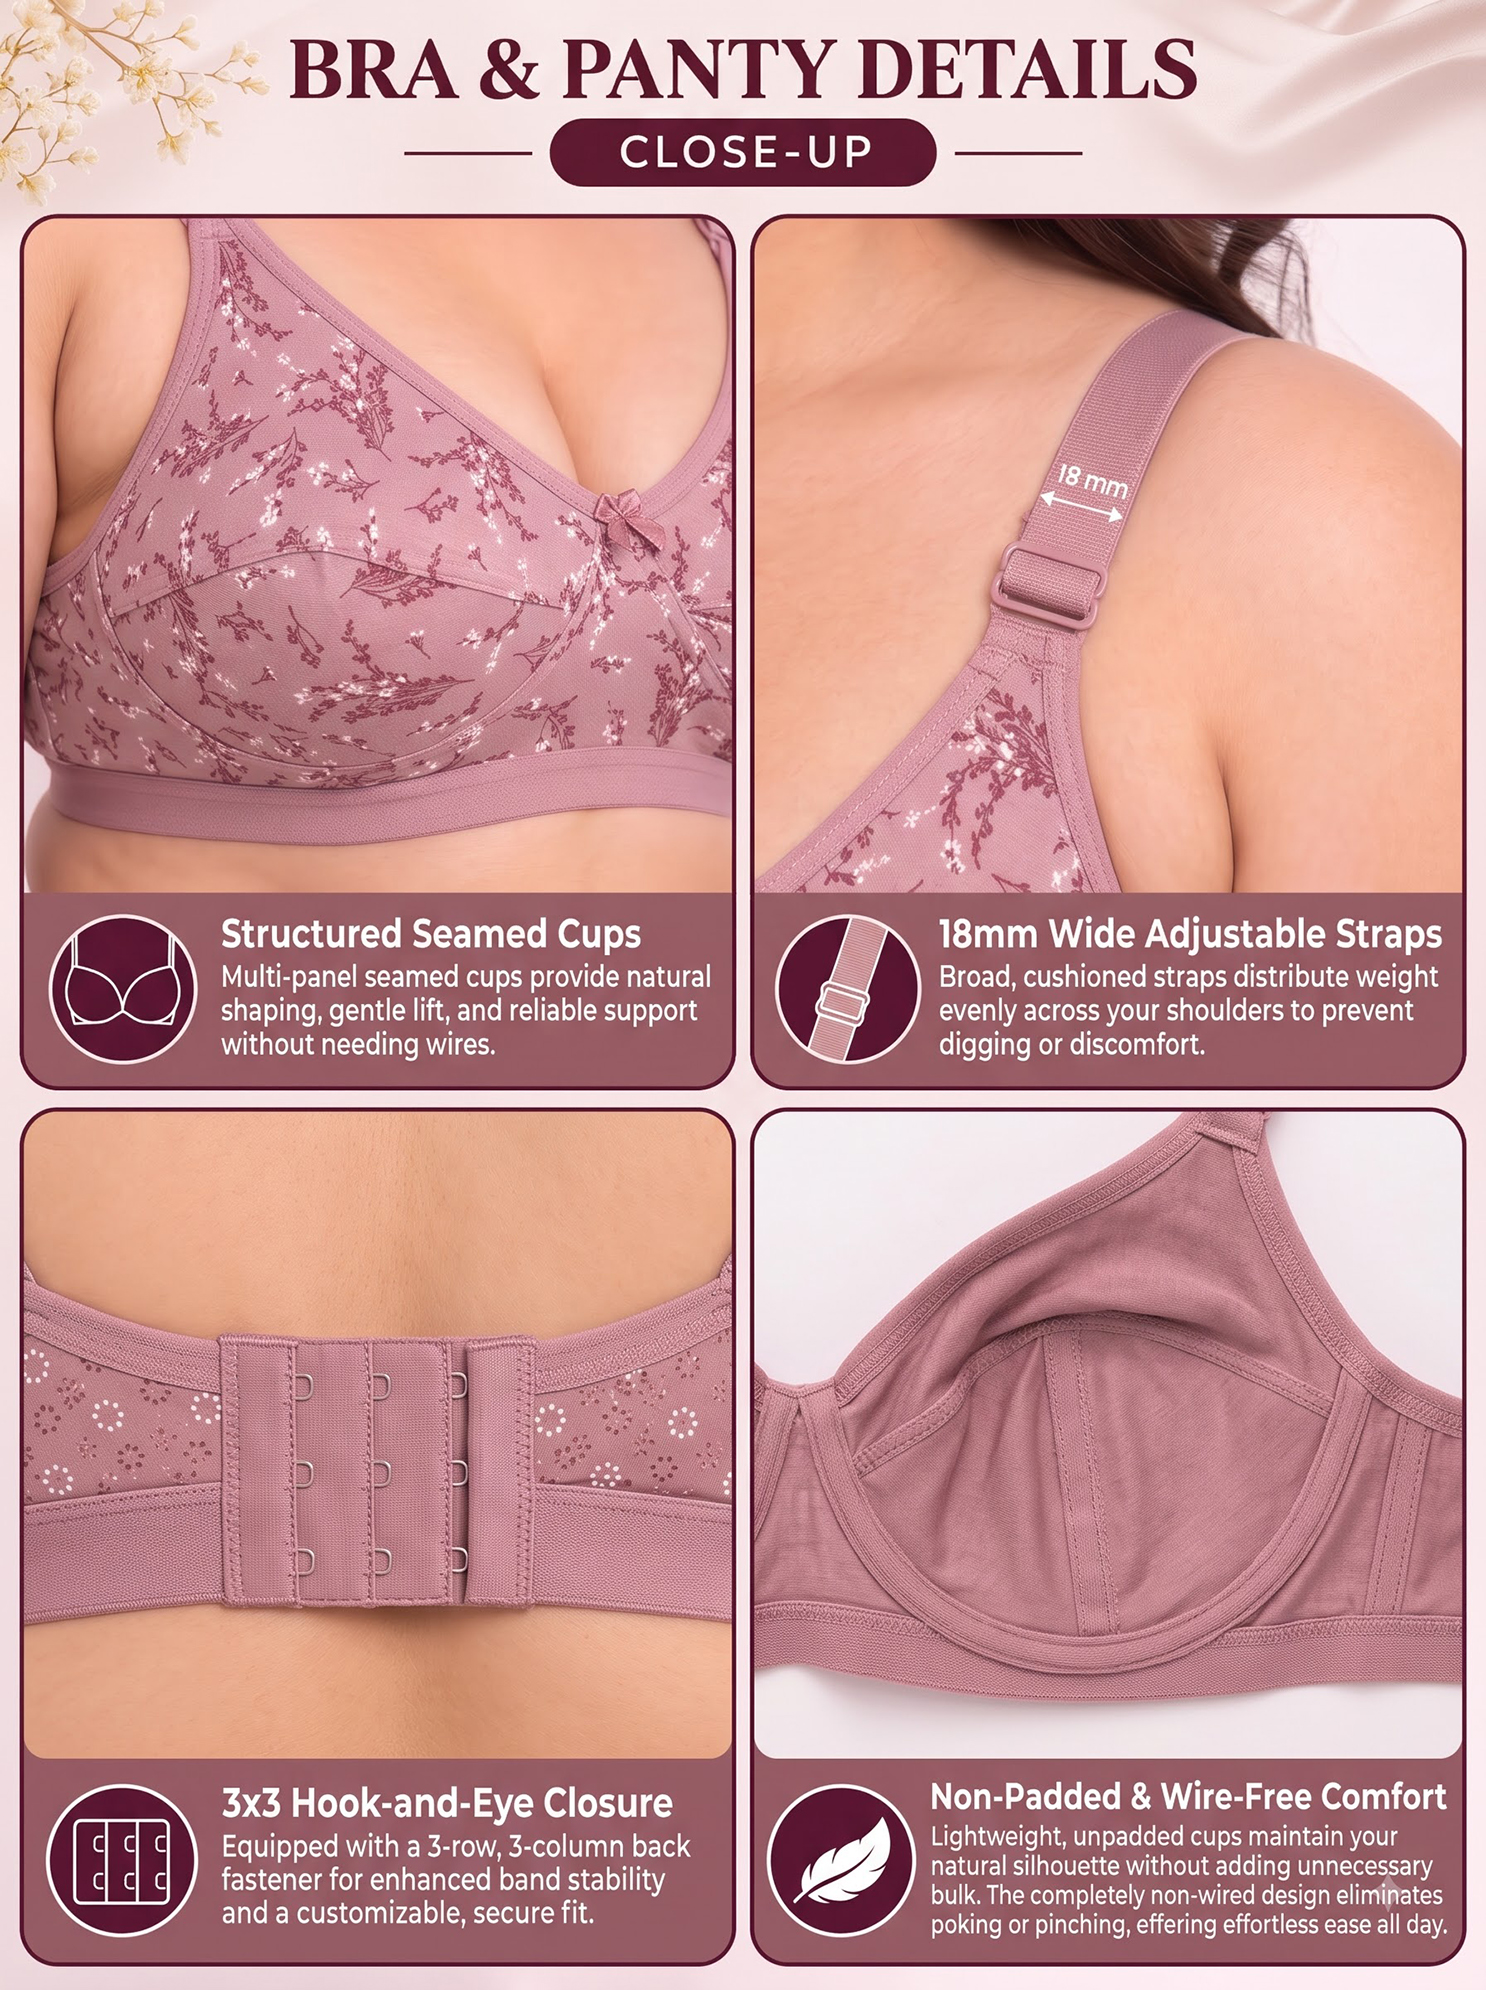 BRA & PANTY DETAILS
CLOSE-UP
18 mm
Structured Seamed Cups
Multi-panel seamed cups provide natural
shaping, gentle lift, and reliable support
without needing wires.
18mm Wide Adjustable Straps
Broad, cushioned straps distribute weight
evenly across your shoulders to prevent
digging or discomfort.
3x3 Hook-and-Eye Closure
Equipped with a 3-row, 3-column back
fastener for enhanced band stability
and a customizable, secure fit.
Non-Padded & Wire-Free Comfort
Lightweight, unpadded cups maintain your
natural silhouette without adding unnecessary
bulk. The completely non-wired design eliminates
poking or pinching, effering effortless ease all day.